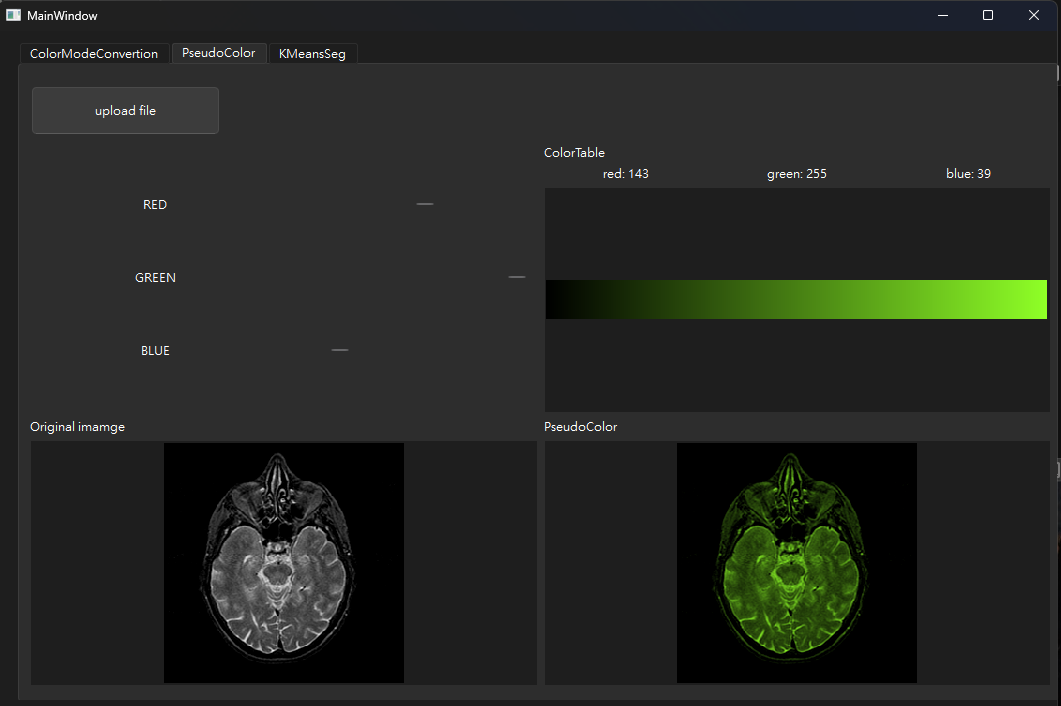 MainWindow
ColorModeConvertion PseudoColor KMeansSeg
upload file
ColorTable
red: 143 green: 255 blue: 39
RED
GREEN
BLUE
Original imamge
PseudoColor